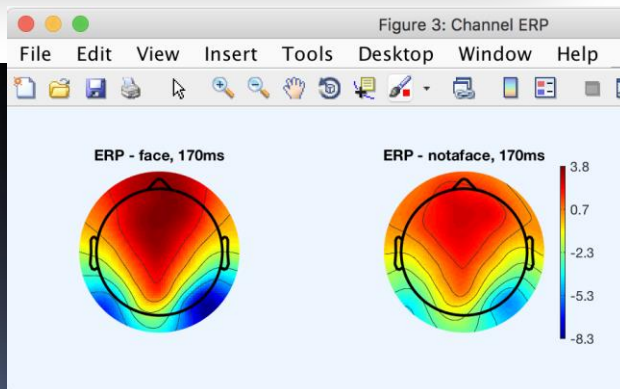 Figure 3: Channel ERP
File Edit View Insert Tools Desktop Window Help
ERP - face, 170ms
ERP - notaface, 170ms
3.8
0.7
-2.3
-5.3
-8.3